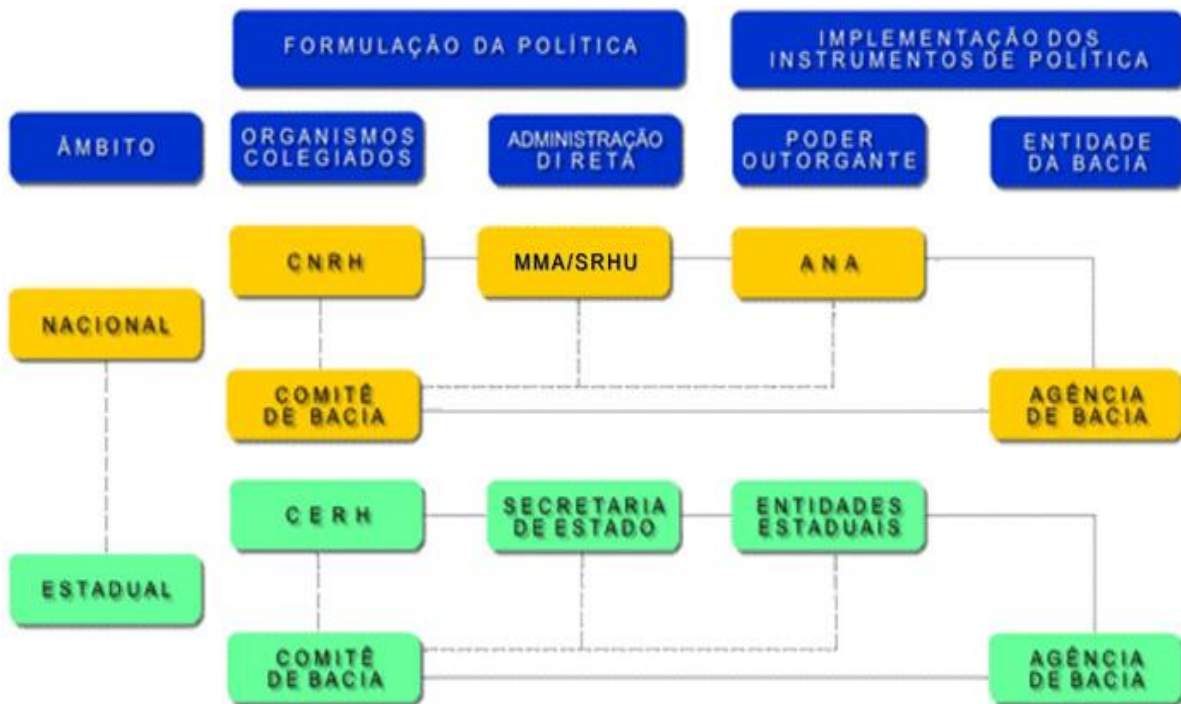 FORMULAÇÃO DA POLÍTICA
IMPLEMENTAÇÃO DOS
INSTRUMENTOS DE POLÍTICA
ÂMBITO
ORGANISMOS
COLEGIADOS
ADMINISTRAÇÃO
DIRETA
PODER
OUTORGANTE
ENTIDADE
DA BACIA
NACIONAL
CNRH
MMA/SRHU
ANA
COMITÊ
DE BACIA
AGÊNCIA
DE BACIA
ESTADUAL
CERH
SECRETARIA
DE ESTADO
ENTIDADES
ESTADUAIS
COMITÊ
DE BACIA
AGÊNCIA
DE BACIA